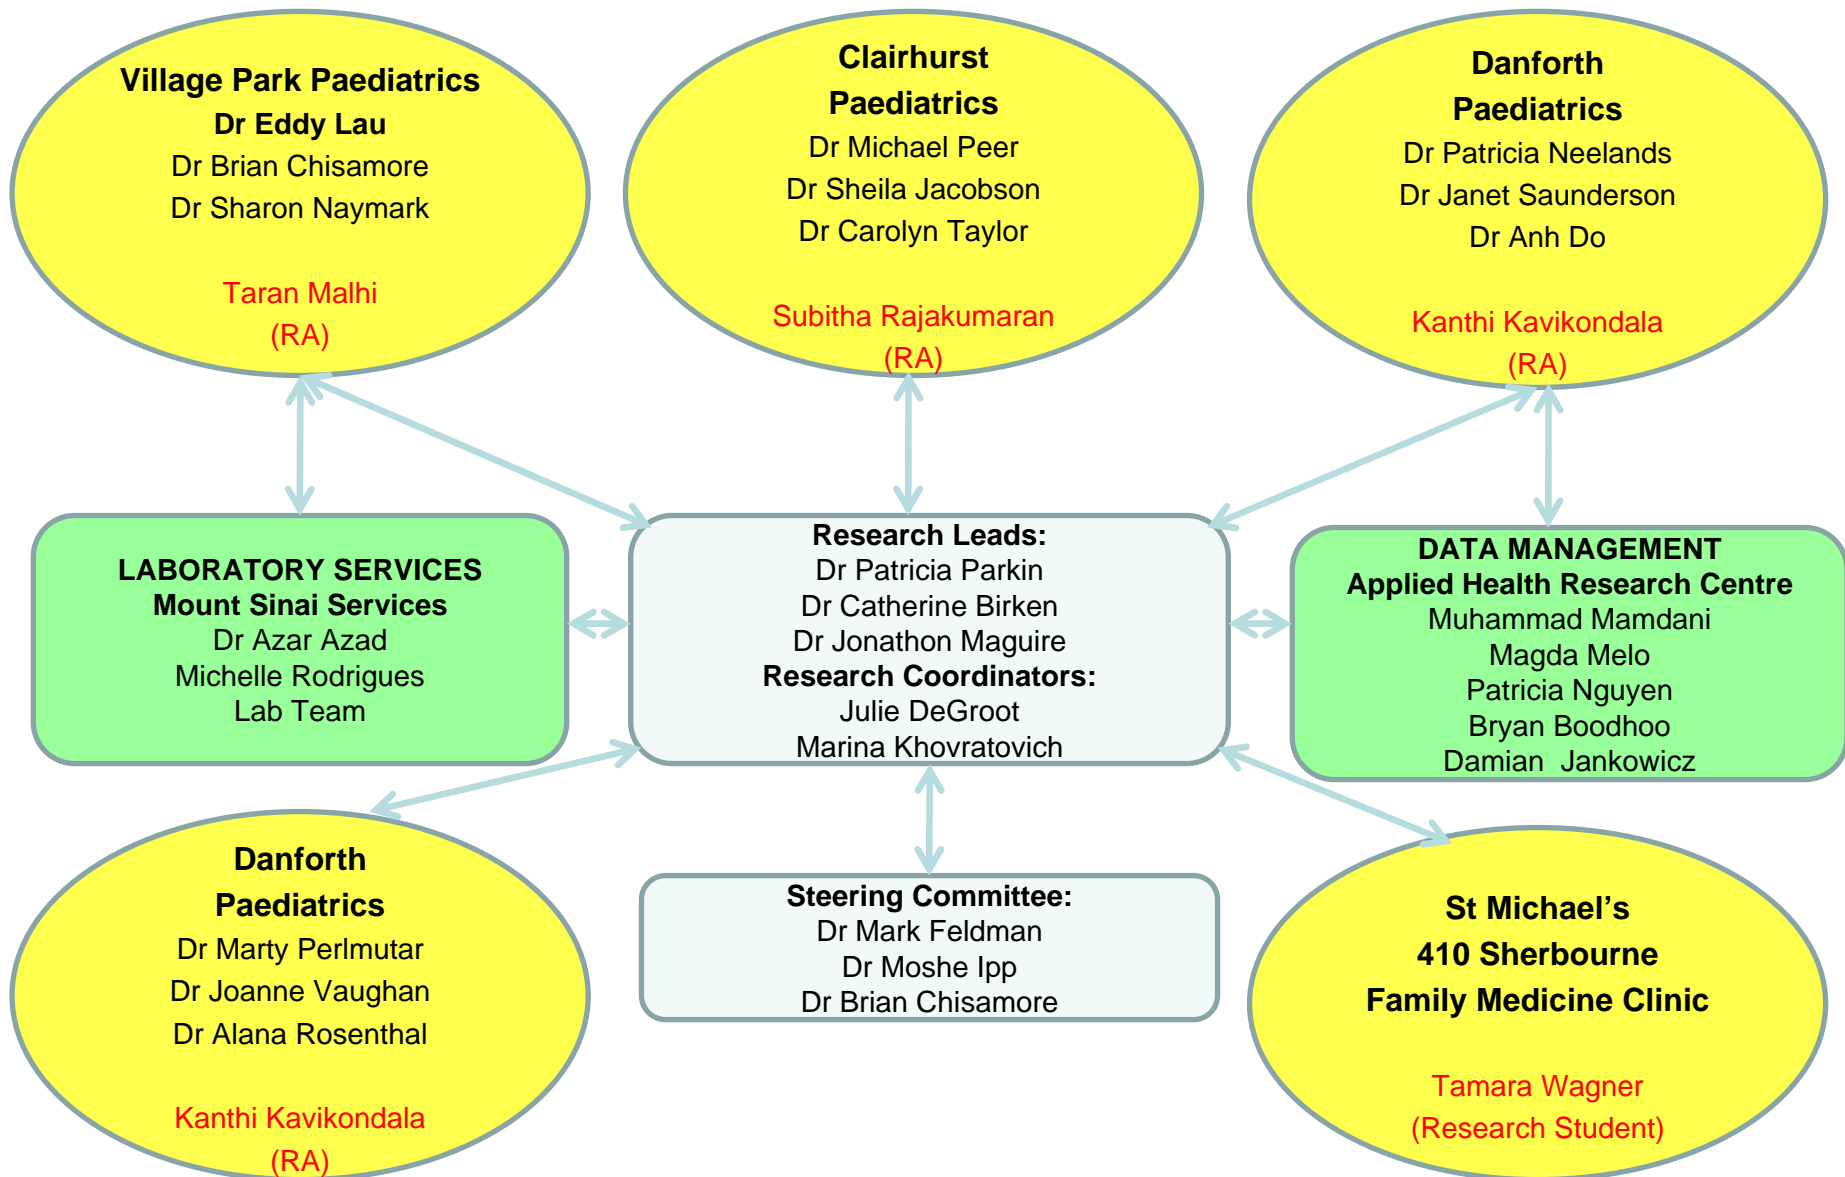 Village Park Paediatrics
Dr Eddy Lau
Dr Brian Chisamore
Dr Sharon Naymark
Taran Malhi
(RA)
Clairhurst
Paediatrics
Dr Michael Peer
Dr Sheila Jacobson
Dr Carolyn Taylor
Subitha Rajakumaran
(RA)
Danforth
Paediatrics
Dr Patricia Neelands
Dr Janet Saunderson
Dr Anh Do
Kanthi Kavikondala
(RA)
LABORATORY SERVICES
Mount Sinai Services
Dr Azar Azad
Michelle Rodrigues
Lab Team
Research Leads:
Dr Patricia Parkin
Dr Catherine Birken
Dr Jonathon Maguire
Research Coordinators:
Julie DeGroot
Marina Khovratovich
DATA MANAGEMENT
Applied Health Research Centre
Muhammad Mamdani
Magda Melo
Patricia Nguyen
Bryan Boodhoo
Damian  Jankowicz
Danforth
Paediatrics
Dr Marty Perlmutar
Dr Joanne Vaughan
Dr Alana Rosenthal
Kanthi Kavikondala
(RA)
Steering Committee:
Dr Mark Feldman
Dr Moshe Ipp
Dr Brian Chisamore
St Michael’s
410 Sherbourne
Family Medicine Clinic
Tamara Wagner
(Research Student)